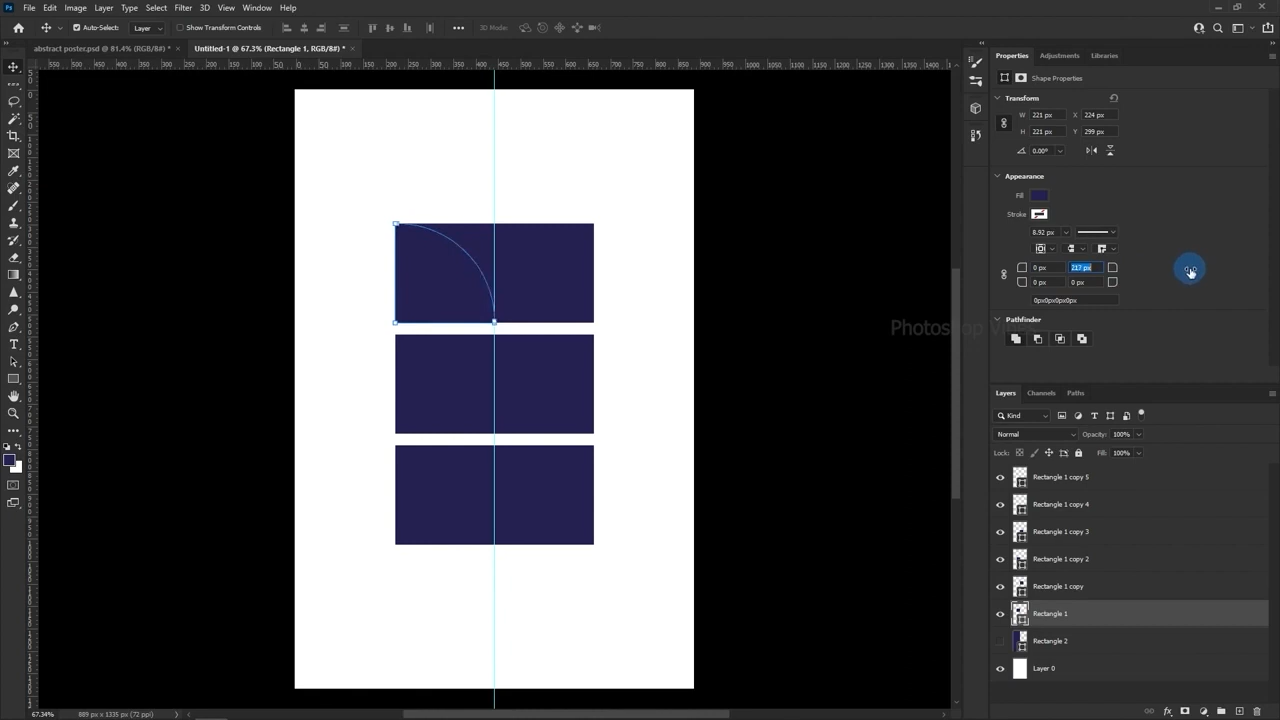 File Edit Image Layer Type Select Filter 3D View Window Help
Auto-Select: Layer Show Transform Controls 3D Mode:
abstract poster.psd @ 81.4% (RGB/8#) * × Untitled-1 @ 67.3% (Rectangle 1, RGB/8#) * ×
Properties Adjustments Libraries
Shape Properties
Transform
W 221 px X 224 px
H 221 px Y 299 px
0.00°
Appearance
Fill
Stroke
8.92 px
0 px 217 px
0 px 0 px
0px0px0px0px
Pathfinder
Layers Channels Paths
Kind
Normal Opacity: 100%
Lock: Fill: 100%
Rectangle 1 copy 5
Rectangle 1 copy 4
Rectangle 1 copy 3
Rectangle 1 copy 2
Rectangle 1 copy
Rectangle 1
Rectangle 2
Layer 0
67.34% 889 px x 1335 px (72 ppi)